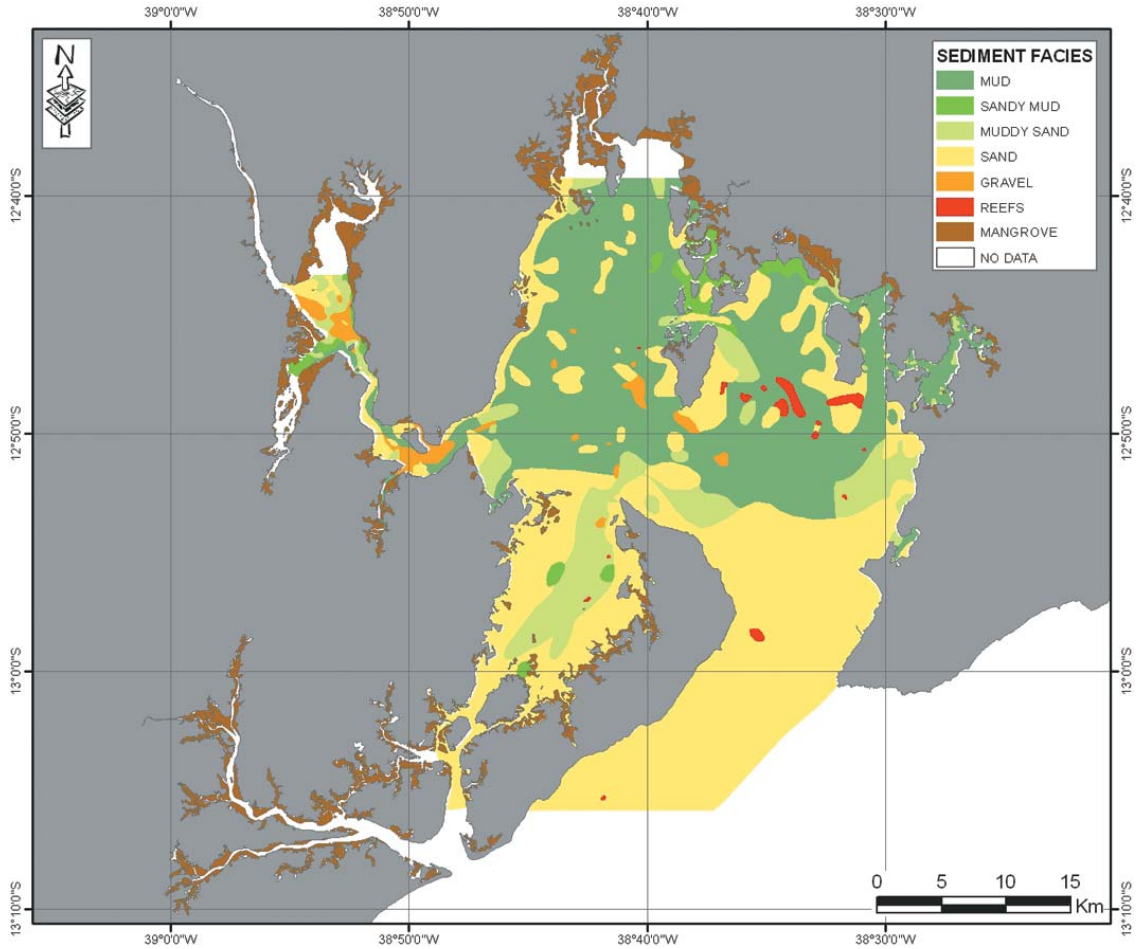 39°0'0"W 38°50'0"W 38°40'0"W 38°30'0"W
N
SEDIMENT FACIES
MUD
SANDY MUD
MUDDY SAND
SAND
GRAVEL
REEFS
MANGROVE
NO DATA
12°40'0"S 12°40'0"S
12°50'0"S 12°50'0"S
13°0'0"S 13°0'0"S
13°10'0"S 13°10'0"S
0 5 10 15
Km
39°0'0"W 38°50'0"W 38°40'0"W 38°30'0"W